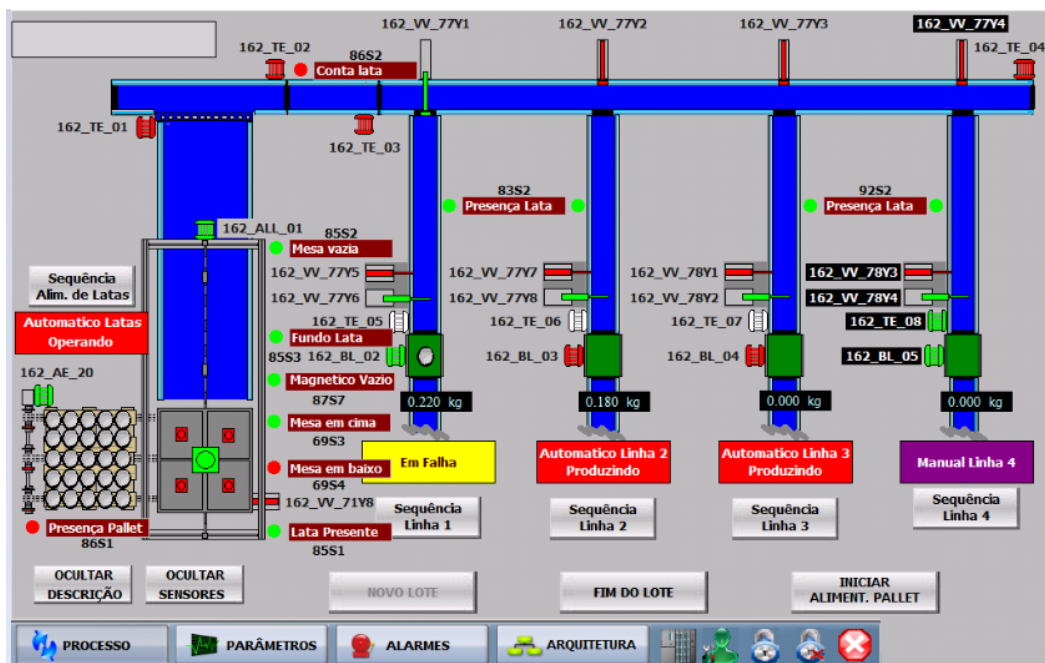 162_VV_77Y1
162_VV_77Y2
162_VV_77Y3
162_VV_77Y4
162_TE_02
86S2
162_TE_04
Conta lata
162_TE_01
162_TE_03
83S2
92S2
Presença Lata
Presença Lata
162_ALL_01
85S2
Mesa vazia
Sequência
Alim. de Latas
162_VV_77Y5
162_VV_77Y7
162_VV_78Y1
162_VV_78Y3
162_VV_77Y6
162_VV_77Y8
162_VV_78Y2
162_VV_78Y4
Automatico Latas
Operando
162_TE_05
162_TE_06
162_TE_07
162_TE_08
Fundo Lata
85S3
162_BL_02
162_BL_03
162_BL_04
162_BL_05
162_AE_20
Magnetico Vazio
87S7
0.220 kg
0.180 kg
0.000 kg
0.000 kg
Mesa em cima
69S3
Em Falha
Automatico Linha 2
Produzindo
Automatico Linha 3
Produzindo
Manual Linha 4
Mesa em baixo
69S4
162_VV_71Y8
Sequência
Linha 1
Sequência
Linha 2
Sequência
Linha 3
Sequência
Linha 4
Presença Pallet
86S1
Lata Presente
85S1
OCULTAR
DESCRIÇÃO
OCULTAR
SENSORES
NOVO LOTE
FIM DO LOTE
INICIAR
ALIMENT. PALLET
PROCESSO
PARÂMETROS
ALARMES
ARQUITETURA